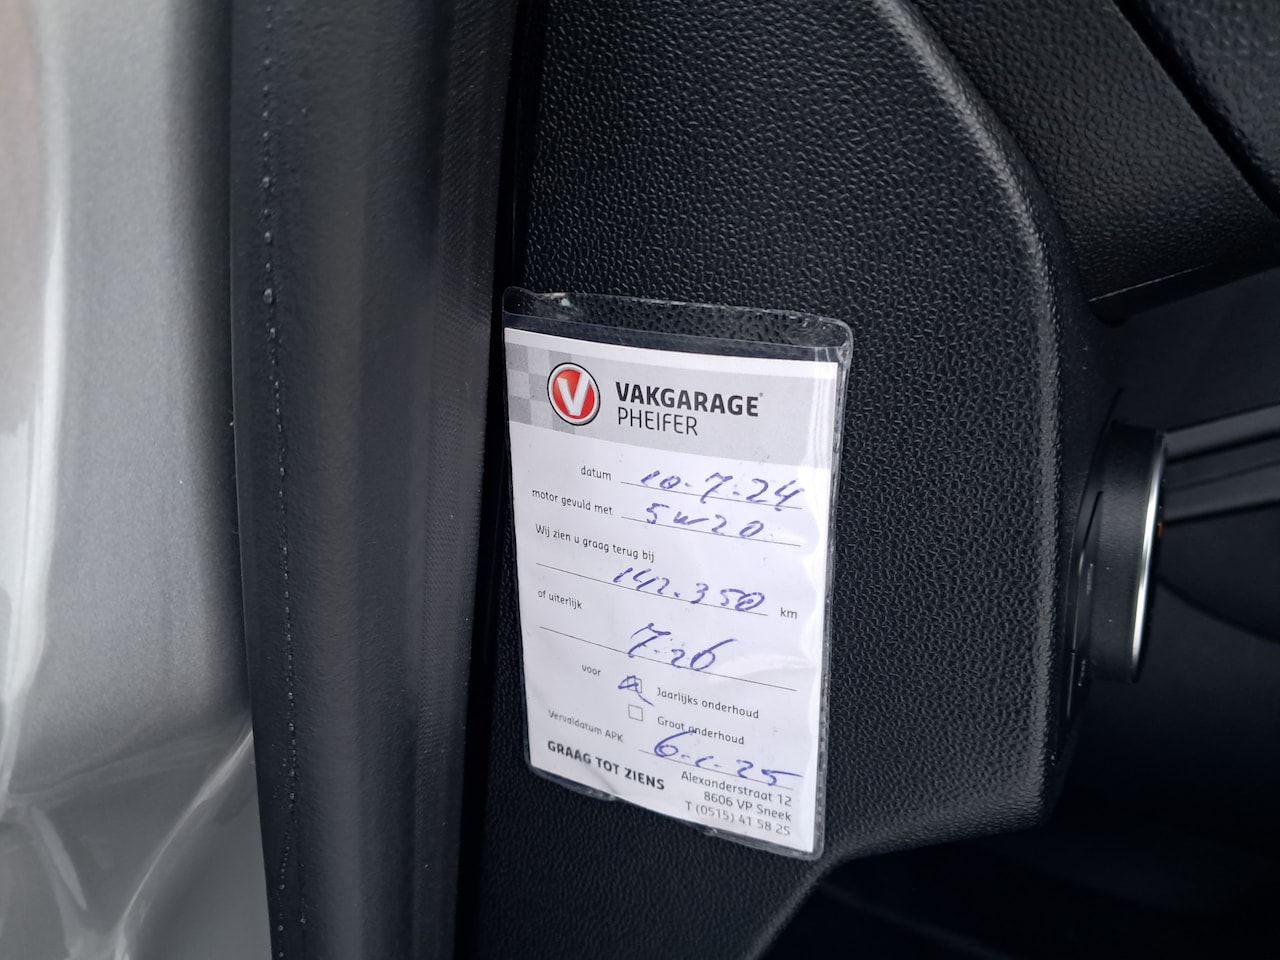 V VAKGARAGE
PHEIFER
datum 10-7-24
motor gevuld met 5W20
Wij zien u graag terug bij
142.350 km
of uiterlijk
7-26
voor
Jaarlijks onderhoud
Groot onderhoud
Vervaldatum APK 6-1-25
GRAAG TOT ZIENS
Alexanderstraat 12
8606 VP Sneek
T (0515) 41 58 25